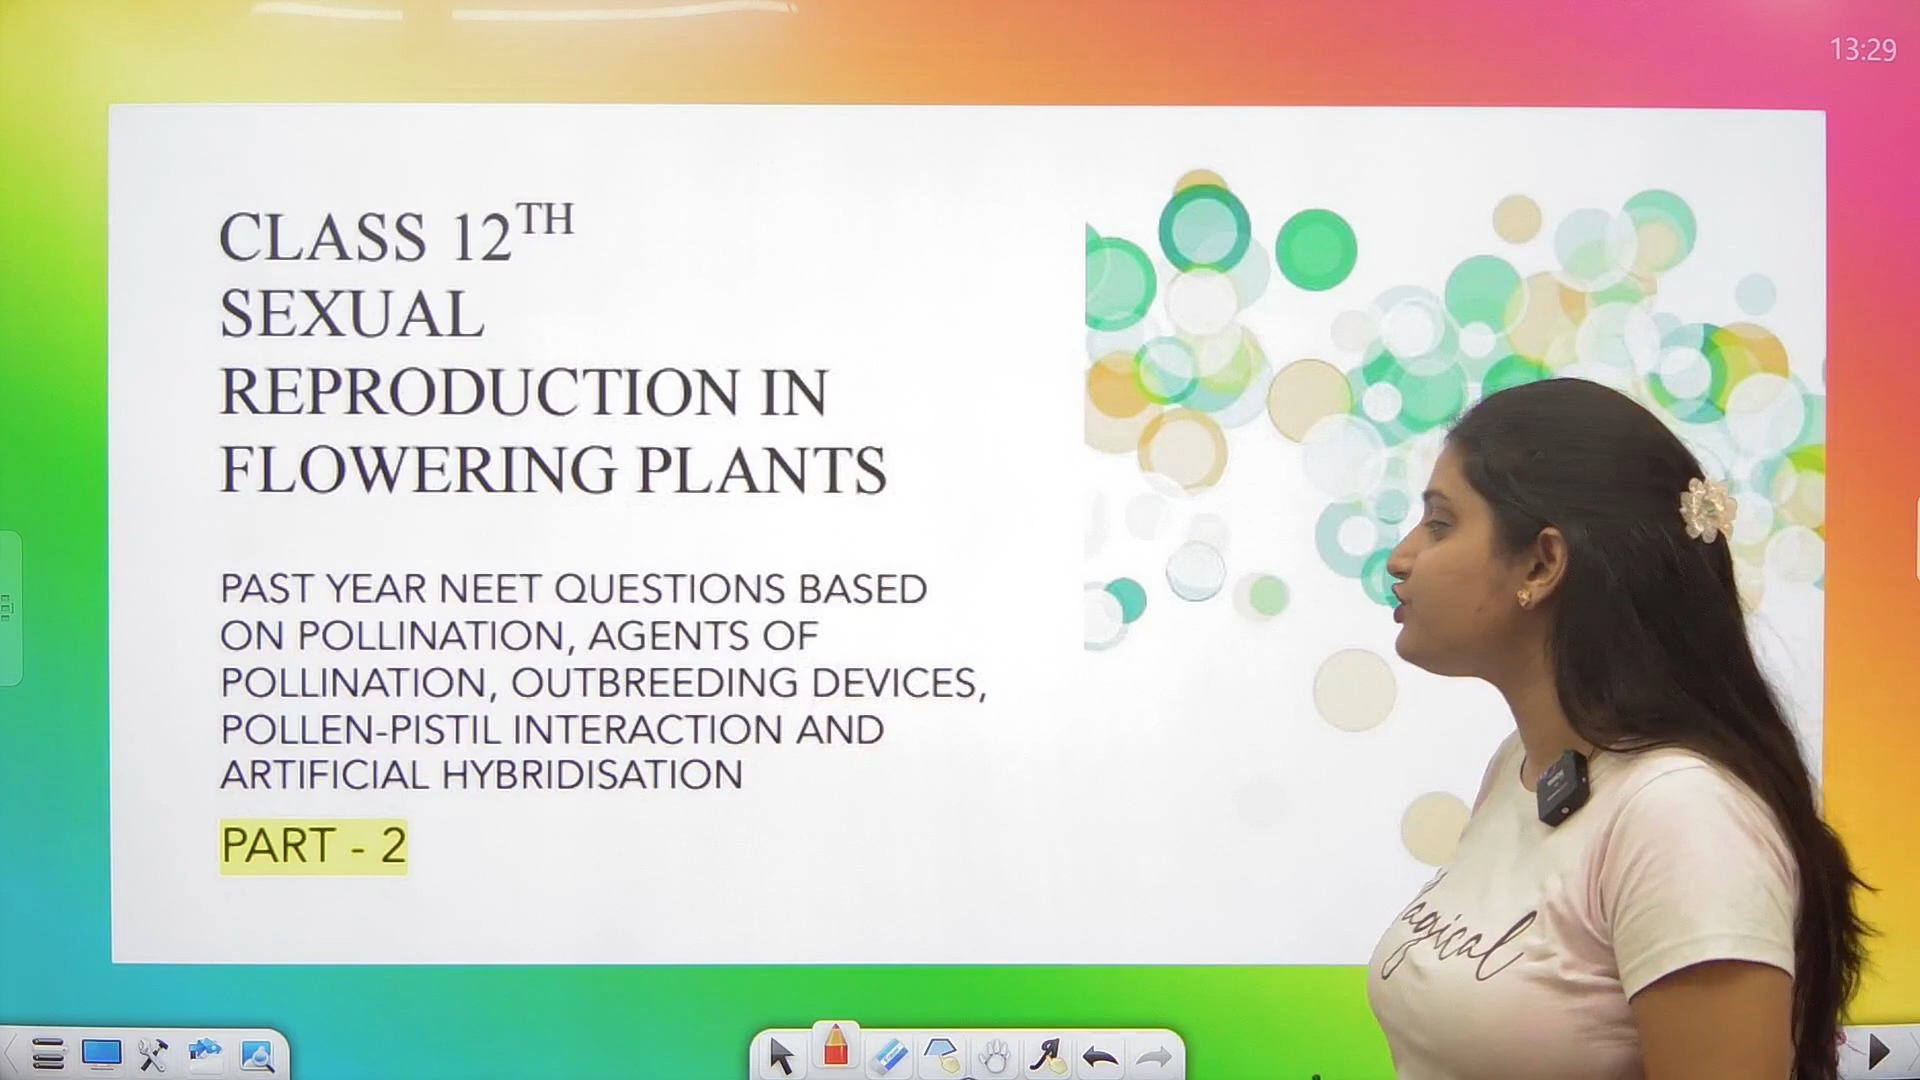 13:29
CLASS 12TH
SEXUAL
REPRODUCTION IN
FLOWERING PLANTS
PAST YEAR NEET QUESTIONS BASED
ON POLLINATION, AGENTS OF
POLLINATION, OUTBREEDING DEVICES,
POLLEN-PISTIL INTERACTION AND
ARTIFICIAL HYBRIDISATION
PART - 2